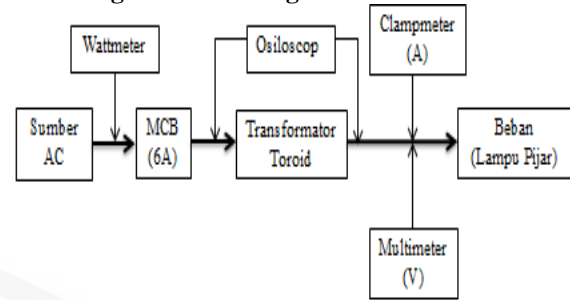 Clampmeter
(A)
Wattmeter
Osiloscop
Sumber
AC
MCB
(6A)
Transformator
Toroid
Beban
(Lampu Pijar)
Multimeter
(V)